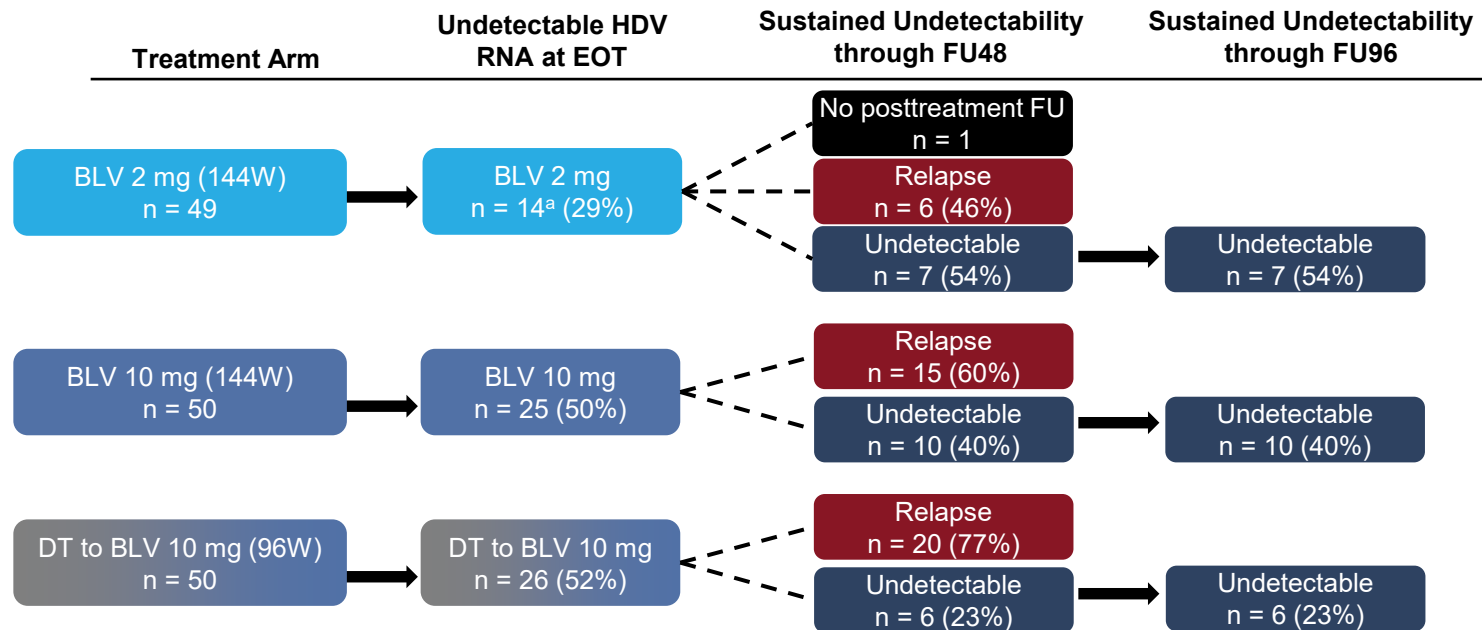 Treatment Arm
Undetectable HDV
RNA at EOT
Sustained Undetectability
through FU48
Sustained Undetectability
through FU96
BLV 2 mg (144W)
n = 49
BLV 2 mg
n = 14ᵃ (29%)
No posttreatment FU
n = 1
Relapse
n = 6 (46%)
Undetectable
n = 7 (54%)
Undetectable
n = 7 (54%)
BLV 10 mg (144W)
n = 50
BLV 10 mg
n = 25 (50%)
Relapse
n = 15 (60%)
Undetectable
n = 10 (40%)
Undetectable
n = 10 (40%)
DT to BLV 10 mg (96W)
n = 50
DT to BLV 10 mg
n = 26 (52%)
Relapse
n = 20 (77%)
Undetectable
n = 6 (23%)
Undetectable
n = 6 (23%)